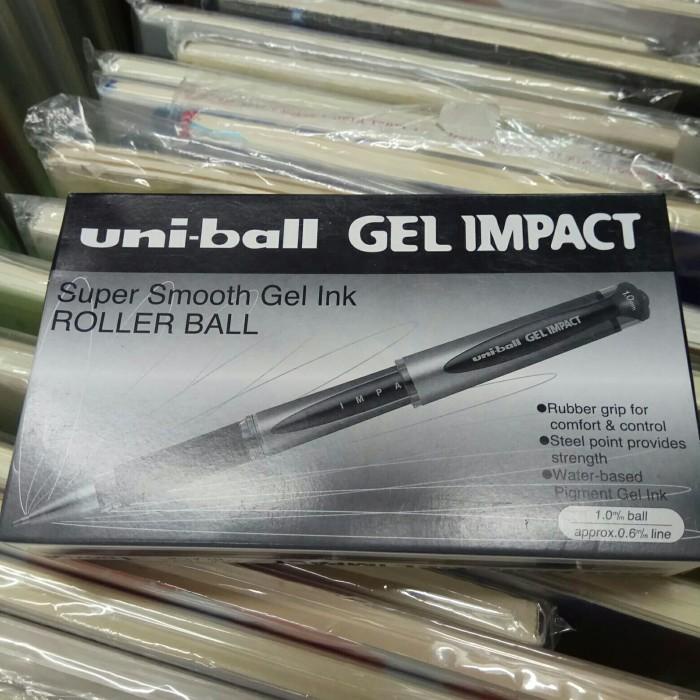 uni-ball GEL IMPACT
Super Smooth Gel Ink
ROLLER BALL
1.0mm
uni-ball GEL IMPACT
IMPA
●Rubber grip for
comfort & control
●Steel point provides
strength
●Water-based
Pigment Gel Ink
1.0m/m ball
approx.0.6m/m line